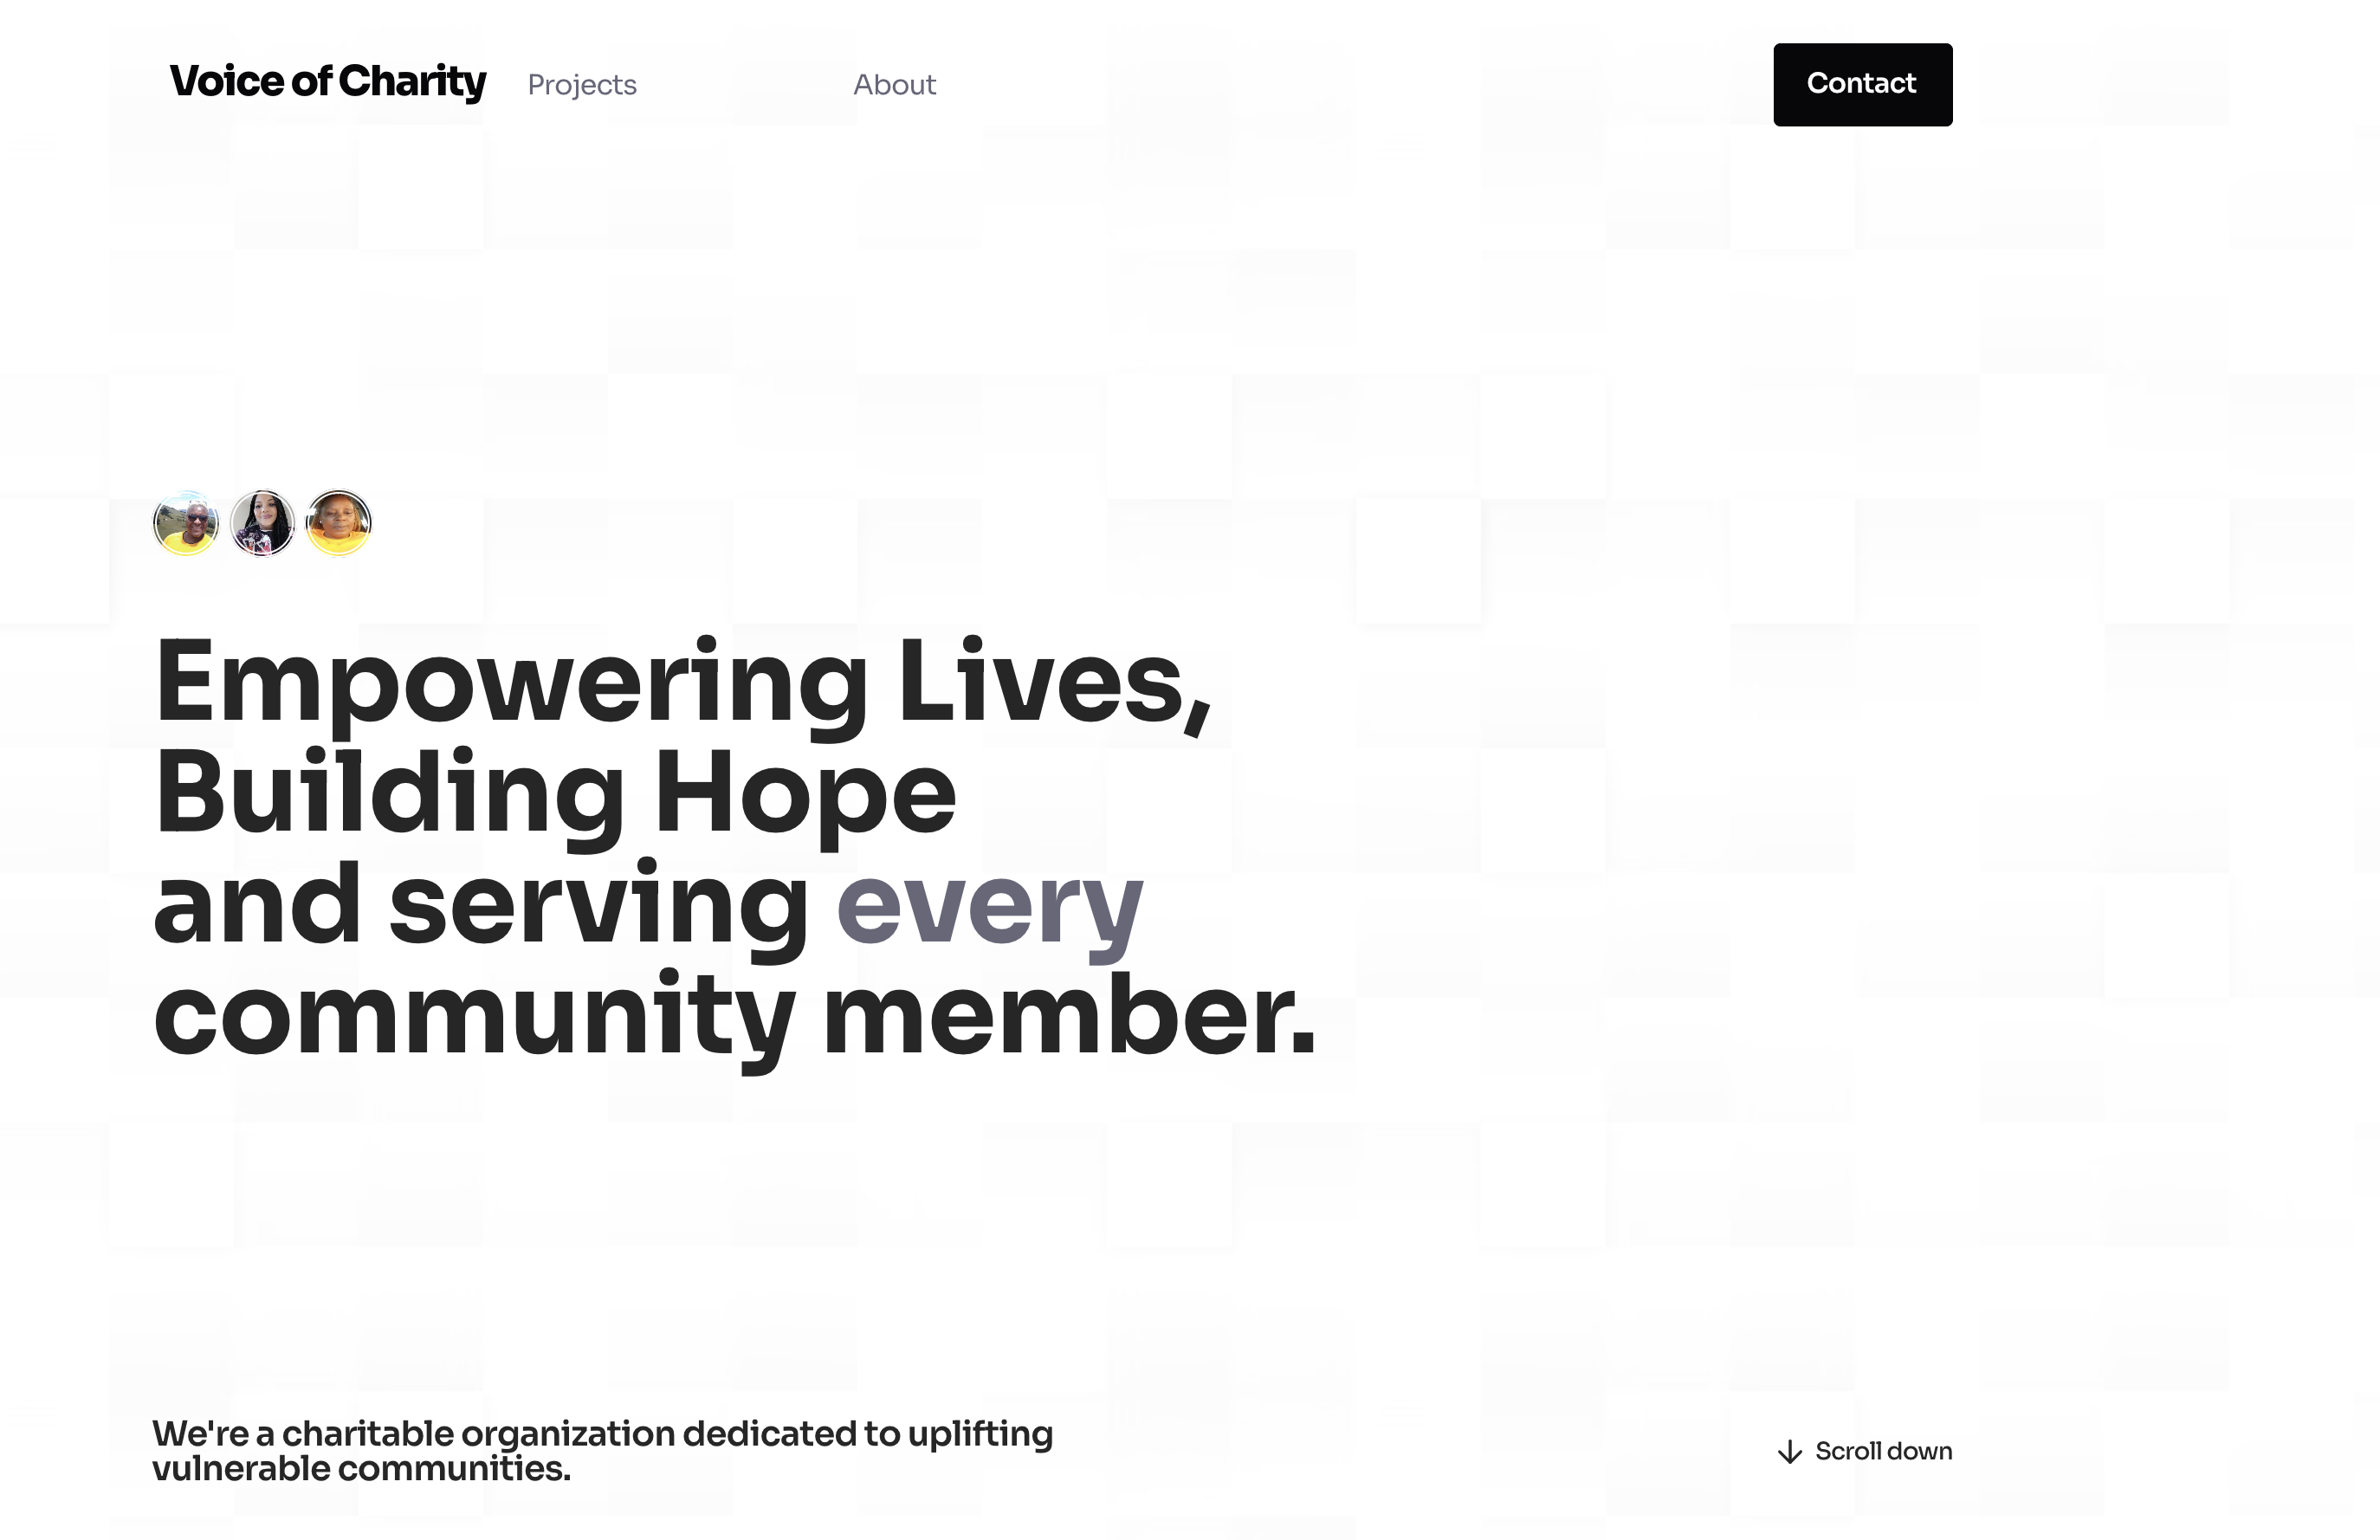 Voice of Charity
Projects
About
Contact
Empowering Lives,
Building Hope
and serving every
community member.
We're a charitable organization dedicated to uplifting
vulnerable communities.
Scroll down